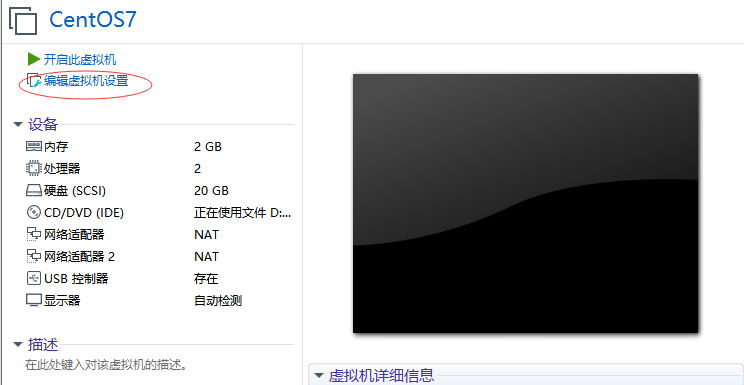 CentOS7
开启此虚拟机
编辑虚拟机设置
设备
内存 2 GB
处理器 2
硬盘 (SCSI) 20 GB
CD/DVD (IDE) 正在使用文件 D:...
网络适配器 NAT
网络适配器 2 NAT
USB 控制器 存在
显示器 自动检测
描述
在此处键入对该虚拟机的描述。
虚拟机详细信息